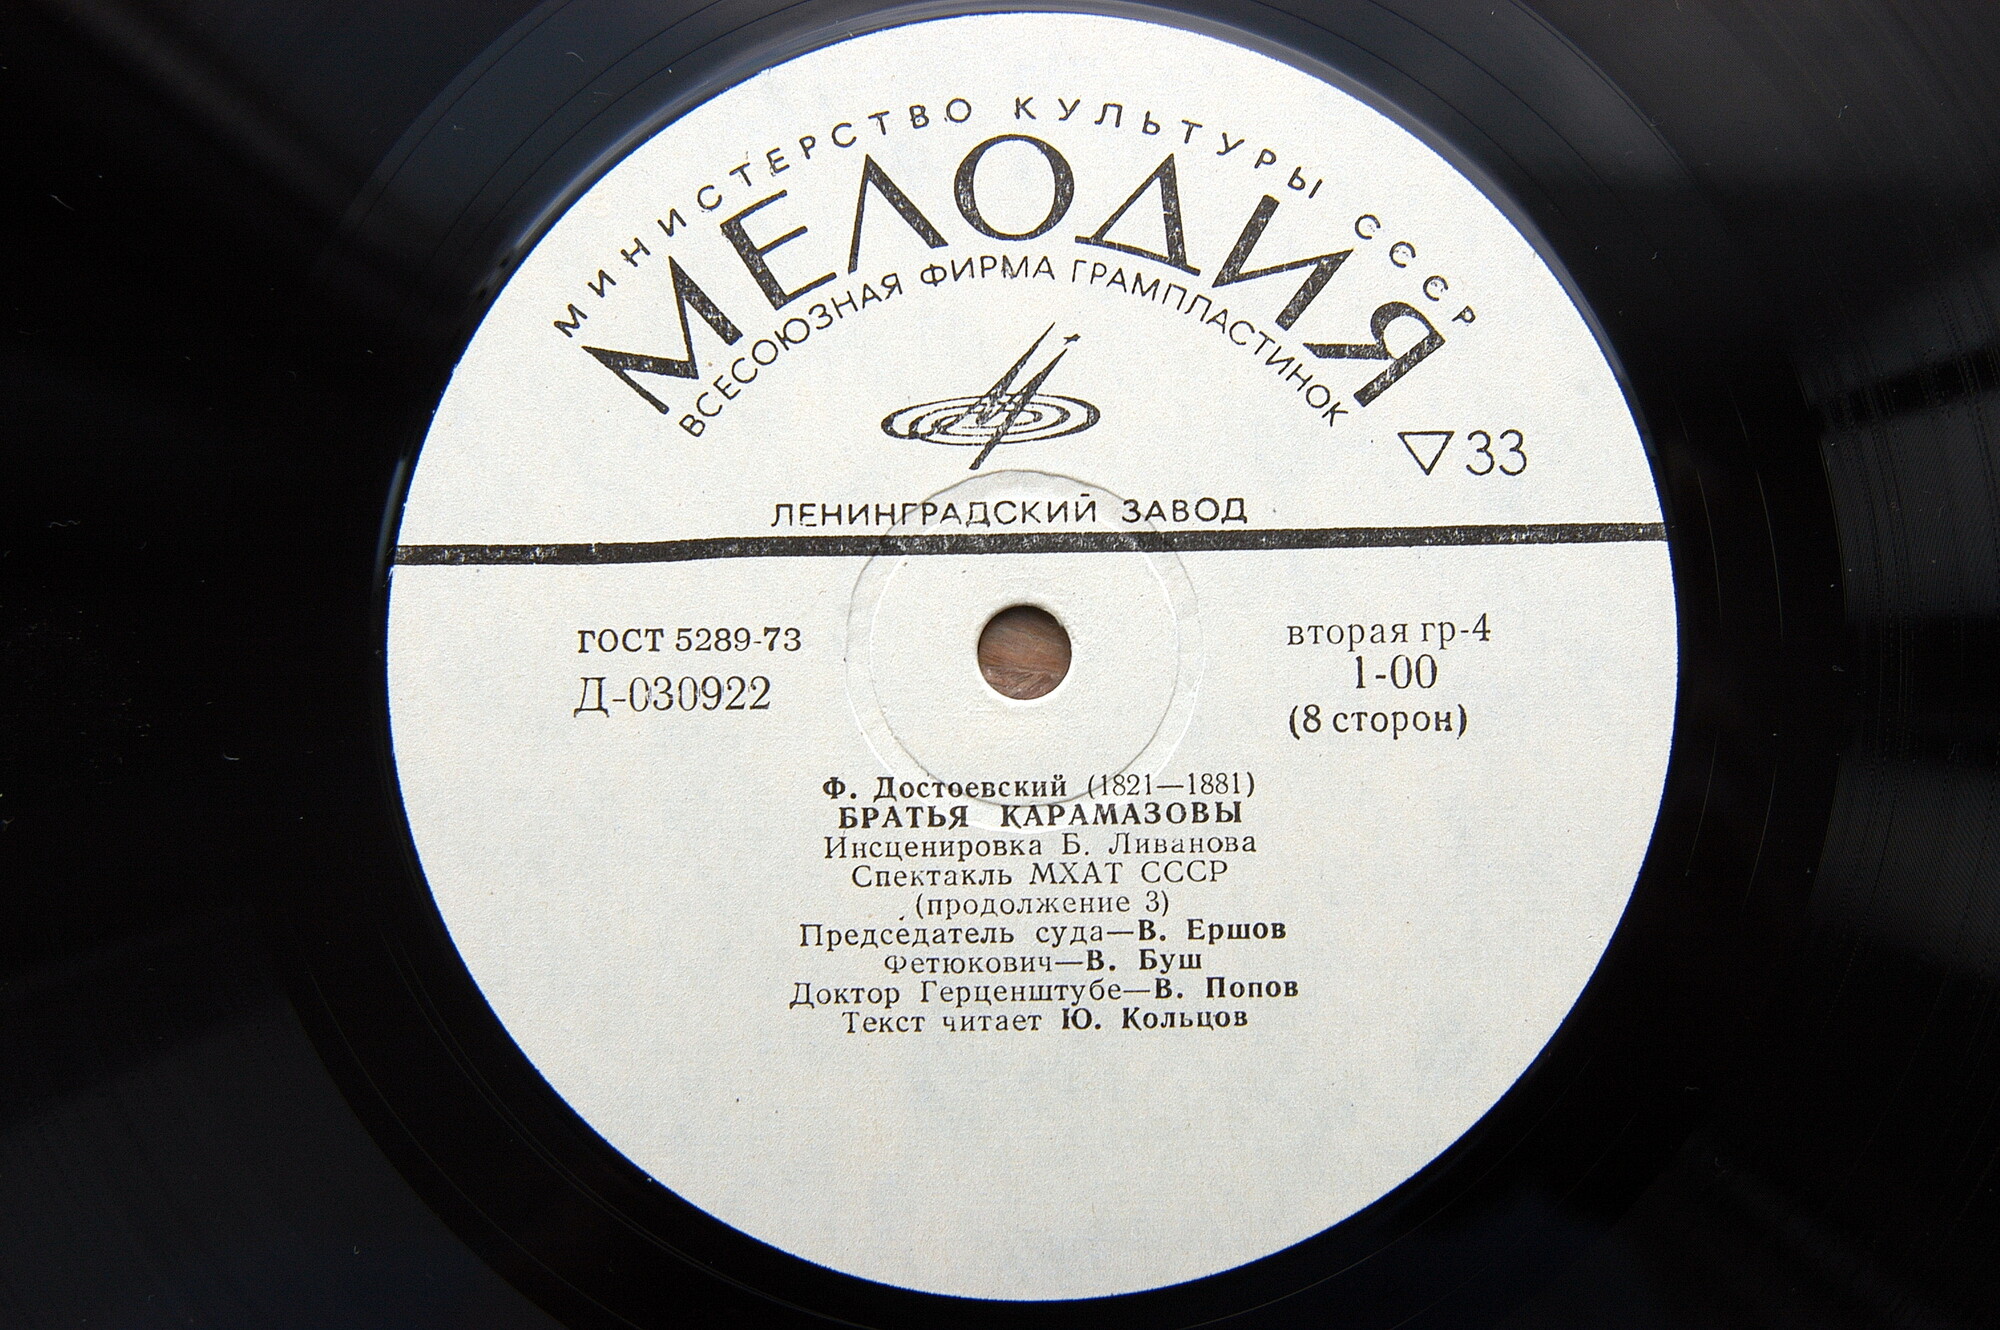 МИНИСТЕРСТВО КУЛЬТУРЫ СССР
МЕЛОДИЯ
ВСЕСОЮЗНАЯ ФИРМА ГРАМПЛАСТИНОК
33
ЛЕНИНГРАДСКИЙ ЗАВОД
ГОСТ 5289-73
Д-030922
вторая гр-4
1-00
(8 сторон)
Ф. Достоевский (1821—1881)
БРАТЬЯ КАРАМАЗОВЫ
Инсценировка Б. Ливанова
Спектакль МХАТ СССР
(продолжение 3)
Председатель суда—В. Ершов
Фетюкович—В. Буш
Доктор Герценштубе—В. Попов
Текст читает Ю. Кольцов